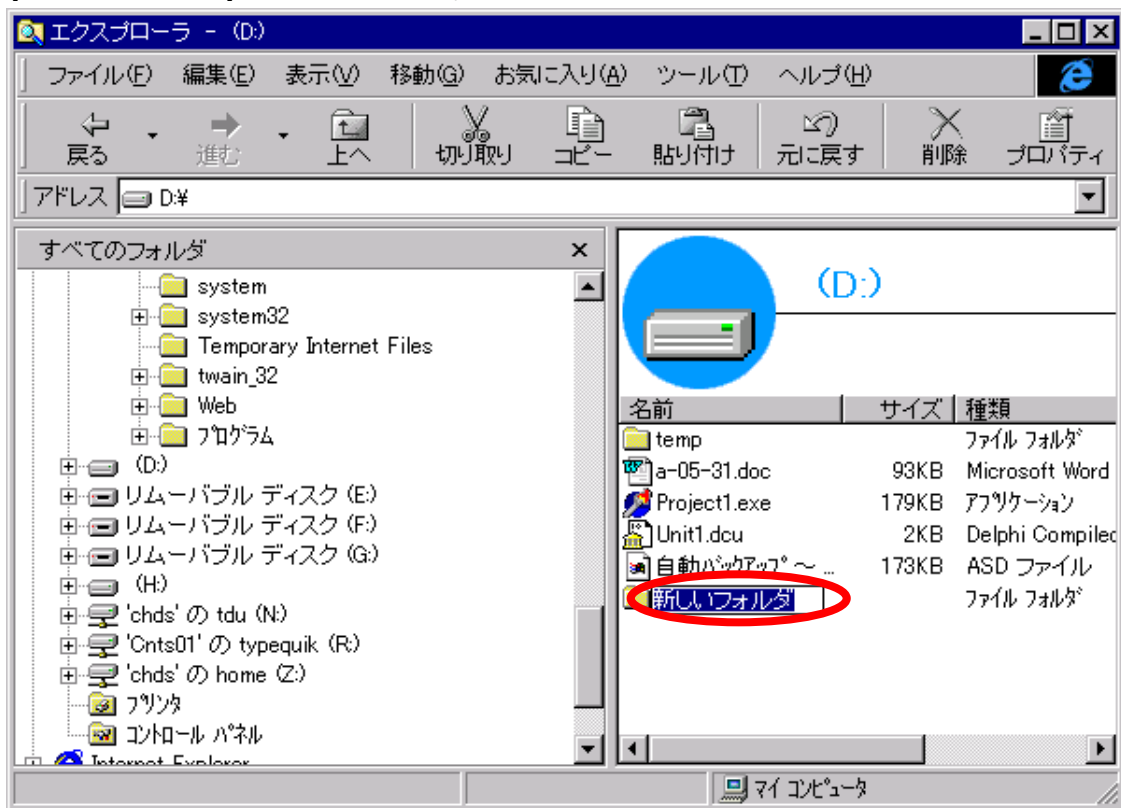 エクスプローラ - (D:)
ファイル(F) 編集(E) 表示(V) 移動(G) お気に入り(A) ツール(T) ヘルプ(H)
戻る 進む 上へ 切り取り コピー 貼り付け 元に戻す 削除 プロパティ
アドレス D:¥
すべてのフォルダ
system
system32
Temporary Internet Files
twain_32
Web
プログラム
(D:)
リムーバブル ディスク (E:)
リムーバブル ディスク (F:)
リムーバブル ディスク (G:)
(H:)
'chds' の tdu (N:)
'Cnts01' の typequik (R:)
'chds' の home (Z:)
プリンタ
コントロール パネル
Internet Explorer
(D:)
名前 サイズ 種類
temp ファイル フォルダ
a-05-31.doc 93KB Microsoft Word
Project1.exe 179KB アプリケーション
Unit1.dcu 2KB Delphi Compiled
自動バックアップ ~ ... 173KB ASD ファイル
新しいフォルダ ファイル フォルダ
マイ コンピュータ